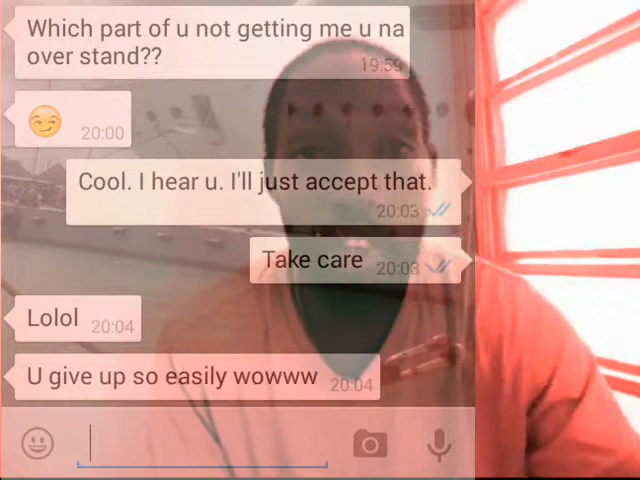 Which part of u not getting me u na
over stand??
19:59
20:00
Cool. I hear u. I'll just accept that.
20:03
Take care 20:03
Lolol 20:04
U give up so easily wowww 20:04